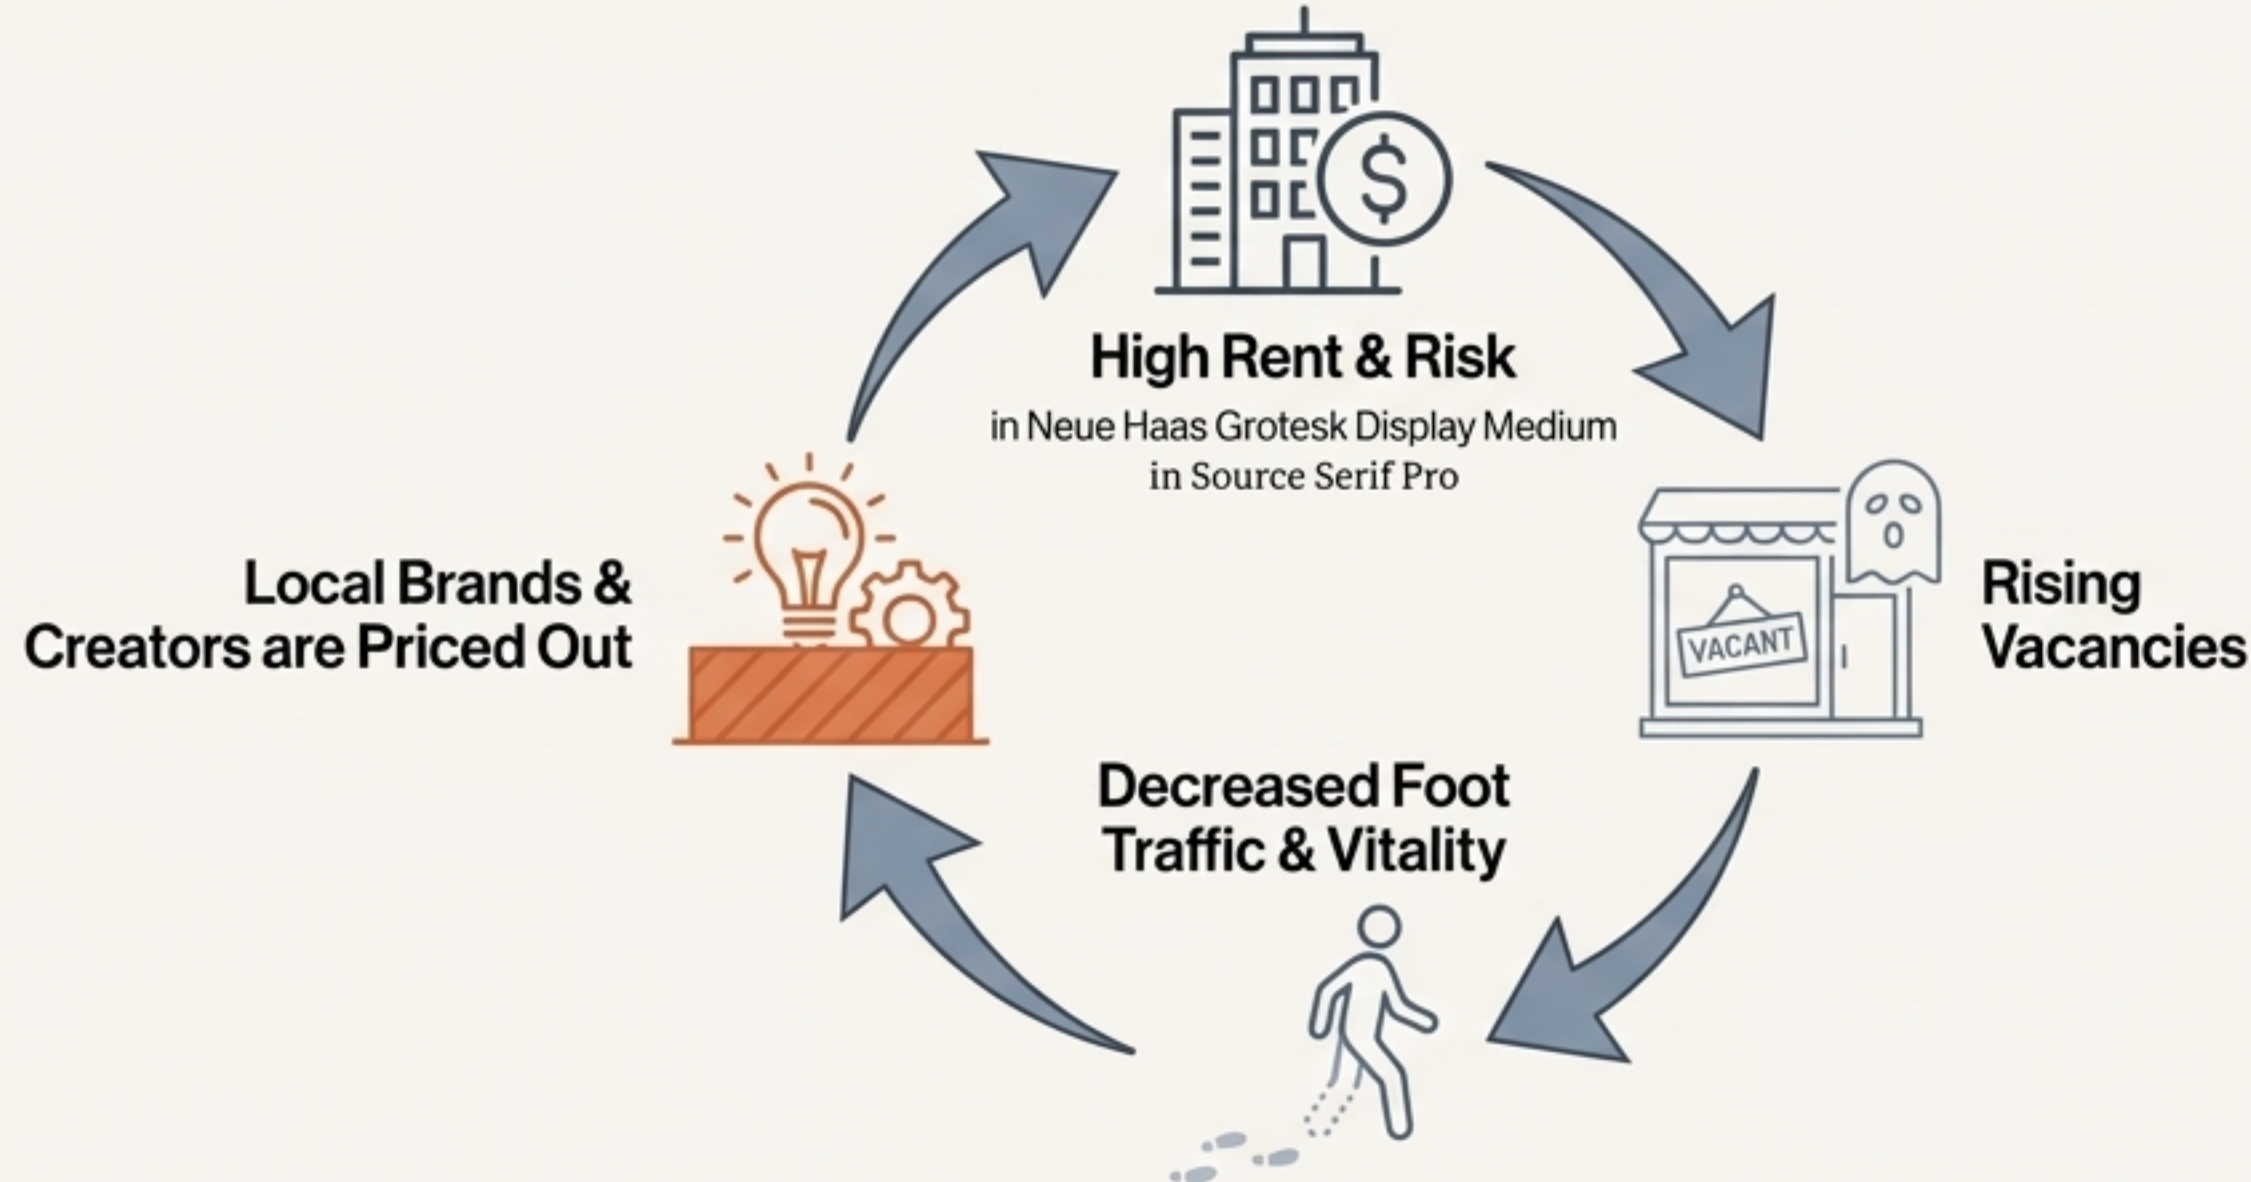 High Rent & Risk
in Neue Haas Grotesk Display Medium
in Source Serif Pro
Local Brands &
Creators are Priced Out
$
VACANT
Rising
Vacancies
Decreased Foot
Traffic & Vitality